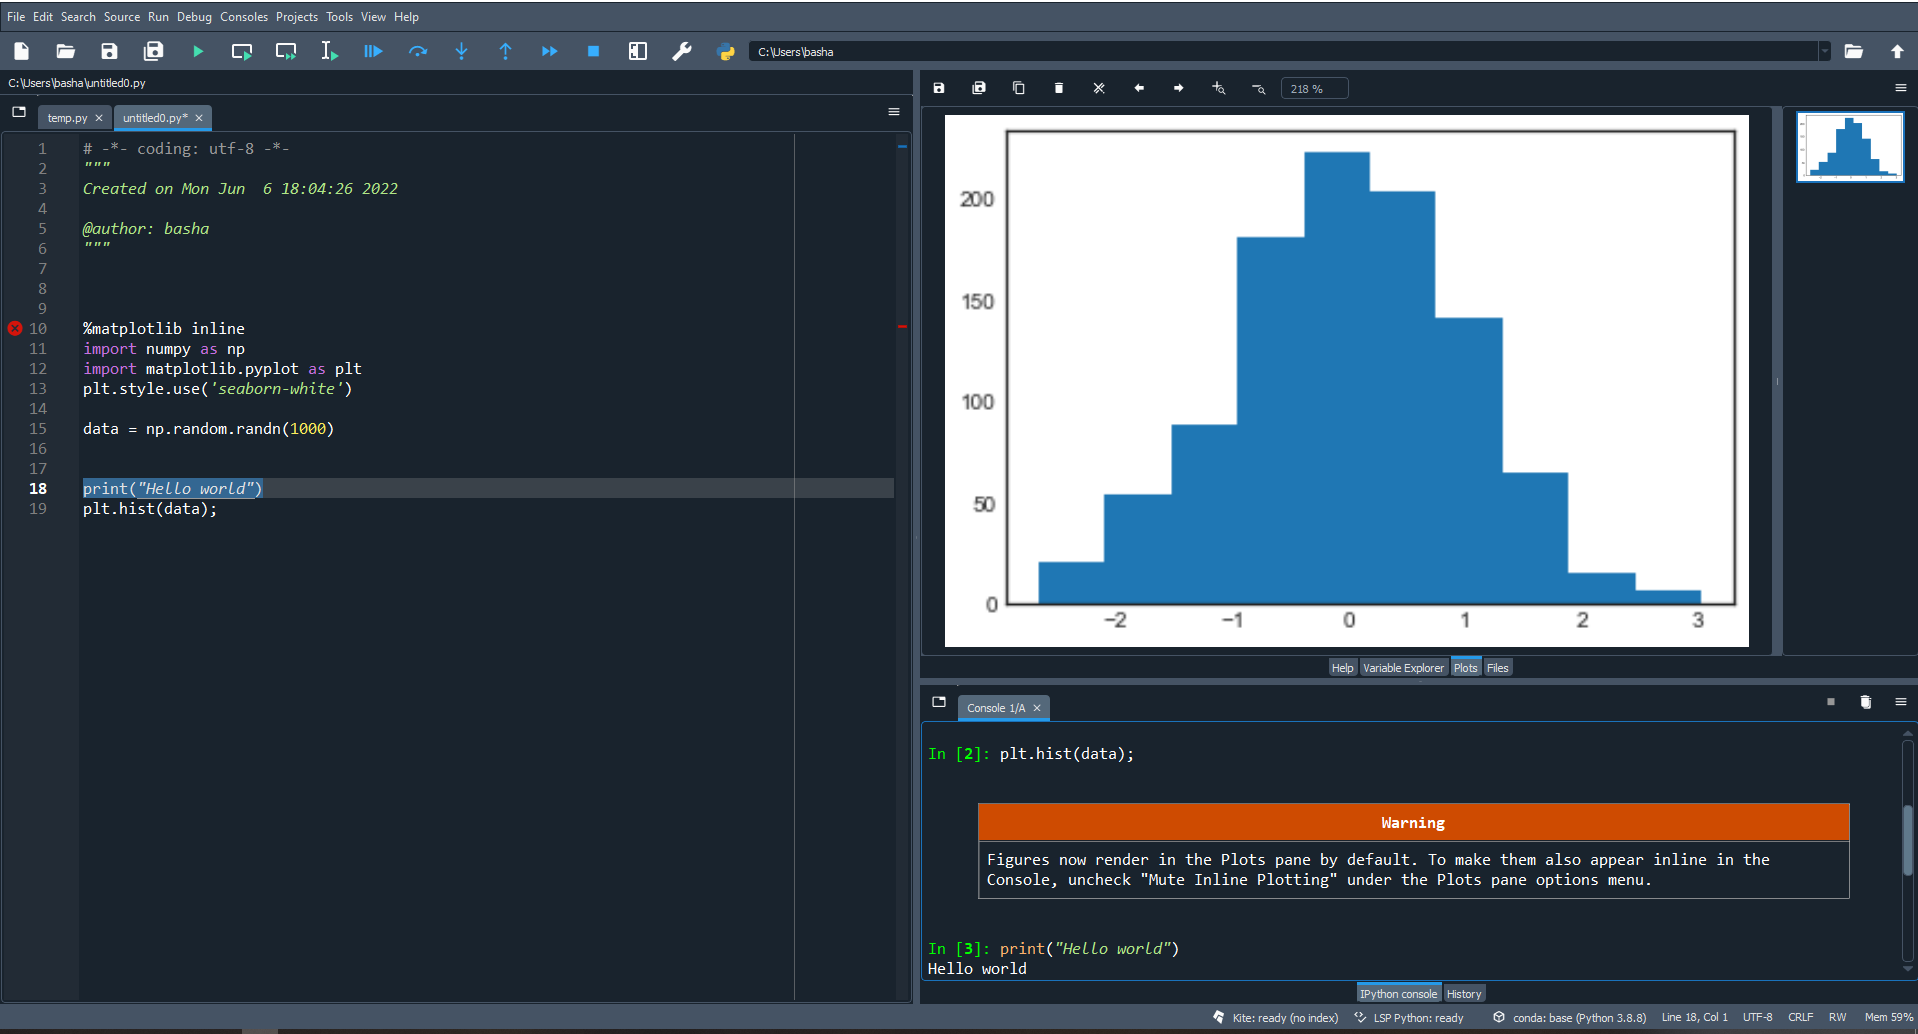 File Edit Search Source Run Debug Consoles Projects Tools View Help
C:\Users\basha
C:\Users\basha\untitled0.py
temp.py untitled0.py*
1 # -*- coding: utf-8 -*-
2 """
3 Created on Mon Jun  6 18:04:26 2022
4
5 @author: basha
6 """
7
8
9
10 %matplotlib inline
11 import numpy as np
12 import matplotlib.pyplot as plt
13 plt.style.use('seaborn-white')
14
15 data = np.random.randn(1000)
16
17
18 print("Hello world")
19 plt.hist(data);
218 %
200
150
100
50
0
−2 −1 0 1 2 3
Help Variable Explorer Plots Files
Console 1/A
In [2]: plt.hist(data);
Warning
Figures now render in the Plots pane by default. To make them also appear inline in the
Console, uncheck "Mute Inline Plotting" under the Plots pane options menu.
In [3]: print("Hello world")
Hello world
IPython console History
Kite: ready (no index) LSP Python: ready conda: base (Python 3.8.8) Line 18, Col 1 UTF-8 CRLF RW Mem 59%